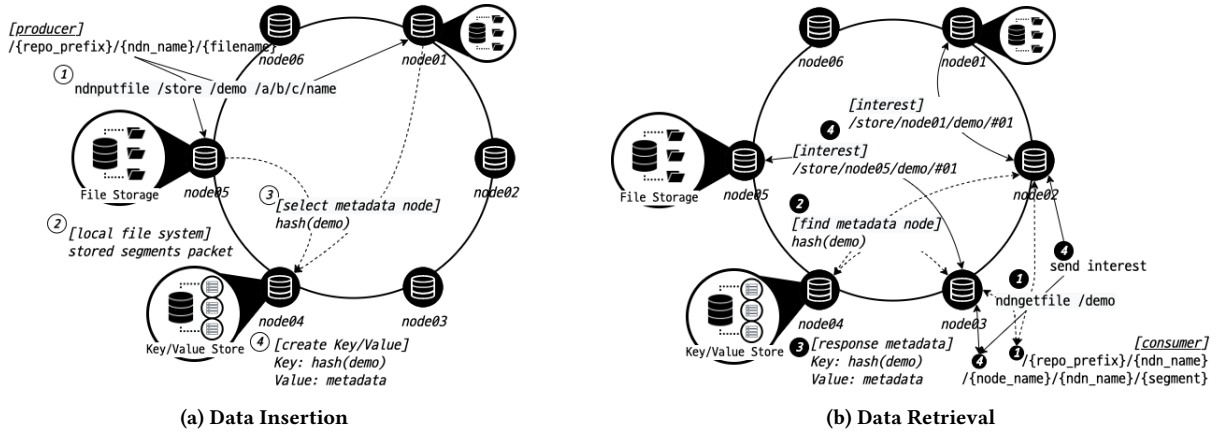 [producer]
/{repo_prefix}/{ndn_name}/{filename}
node06
node01
1
ndnputfile /store /demo /a/b/c/name
File Storage
node05
node02
3
[select metadata node]
hash(demo)
2
[local file system]
stored segments packet
Key/Value Store
node04
node03
4
[create Key/Value]
Key: hash(demo)
Value: metadata
(a) Data Insertion
node06
node01
[interest]
/store/node01/demo/#01
4
[interest]
/store/node05/demo/#01
File Storage
node05
node02
2
[find metadata node]
hash(demo)
4
send interest
1
ndngetfile /demo
Key/Value Store
node04
node03
3
[response metadata]
Key: hash(demo)
Value: metadata
4
1
[consumer]
/{repo_prefix}/{ndn_name}
/{node_name}/{ndn_name}/{segment}
(b) Data Retrieval